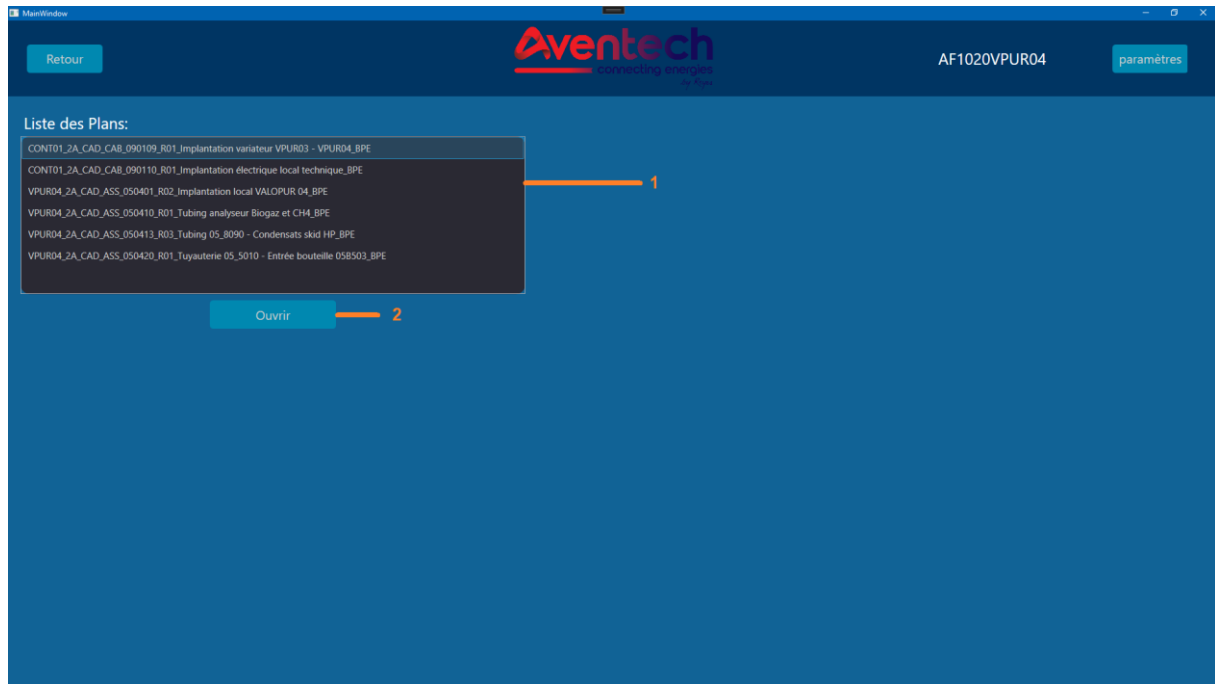 MainWindow
Retour
Aventech
connecting energies
by Keon
AF1020VPUR04
paramètres
Liste des Plans:
CONT01_2A_CAD_CAB_090109_R01_Implantation variateur VPUR03 - VPUR04_BPE
CONT01_2A_CAD_CAB_090110_R01_Implantation électrique local technique_BPE
VPUR04_2A_CAD_ASS_050401_R02_Implantation local VALOPUR 04_BPE
VPUR04_2A_CAD_ASS_050410_R01_Tubing analyseur Biogaz et CH4_BPE
VPUR04_2A_CAD_ASS_050413_R03_Tubing 05_8090 - Condensats skid HP_BPE
VPUR04_2A_CAD_ASS_050420_R01_Tuyauterie 05_5010 - Entrée bouteille 05B503_BPE
1
Ouvrir
2